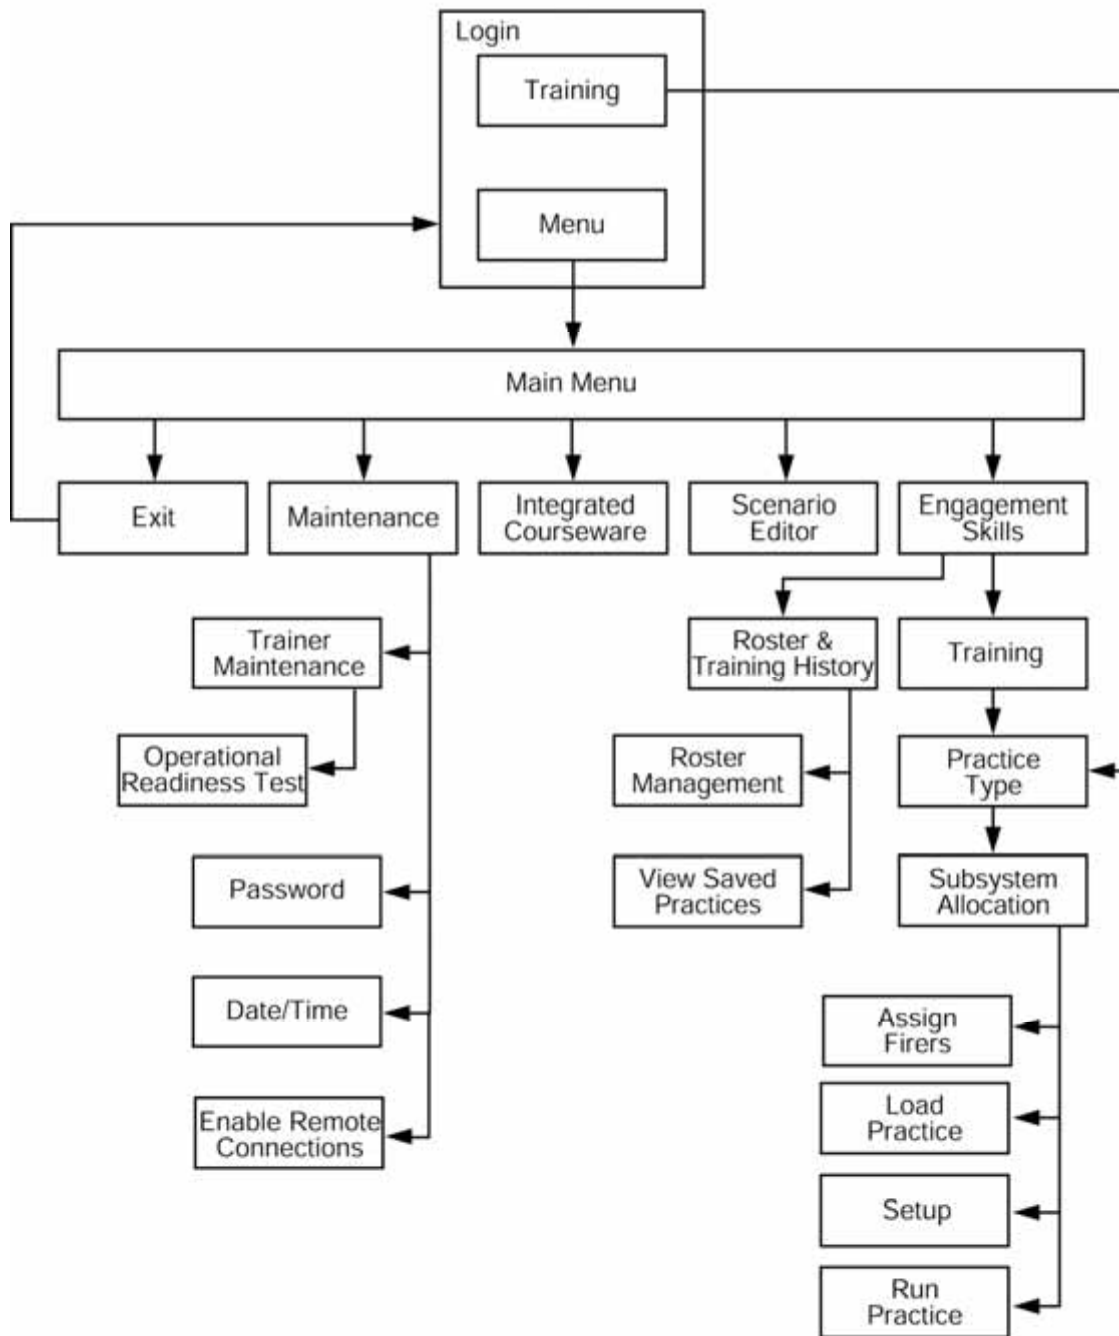 Login
Training
Menu
Main Menu
Exit
Maintenance
Integrated
Courseware
Scenario
Editor
Engagement
Skills
Trainer
Maintenance
Roster &
Training History
Training
Operational
Readiness Test
Roster
Management
Practice
Type
Password
View Saved
Practices
Subsystem
Allocation
Date/Time
Assign
Firers
Enable Remote
Connections
Load
Practice
Setup
Run
Practice